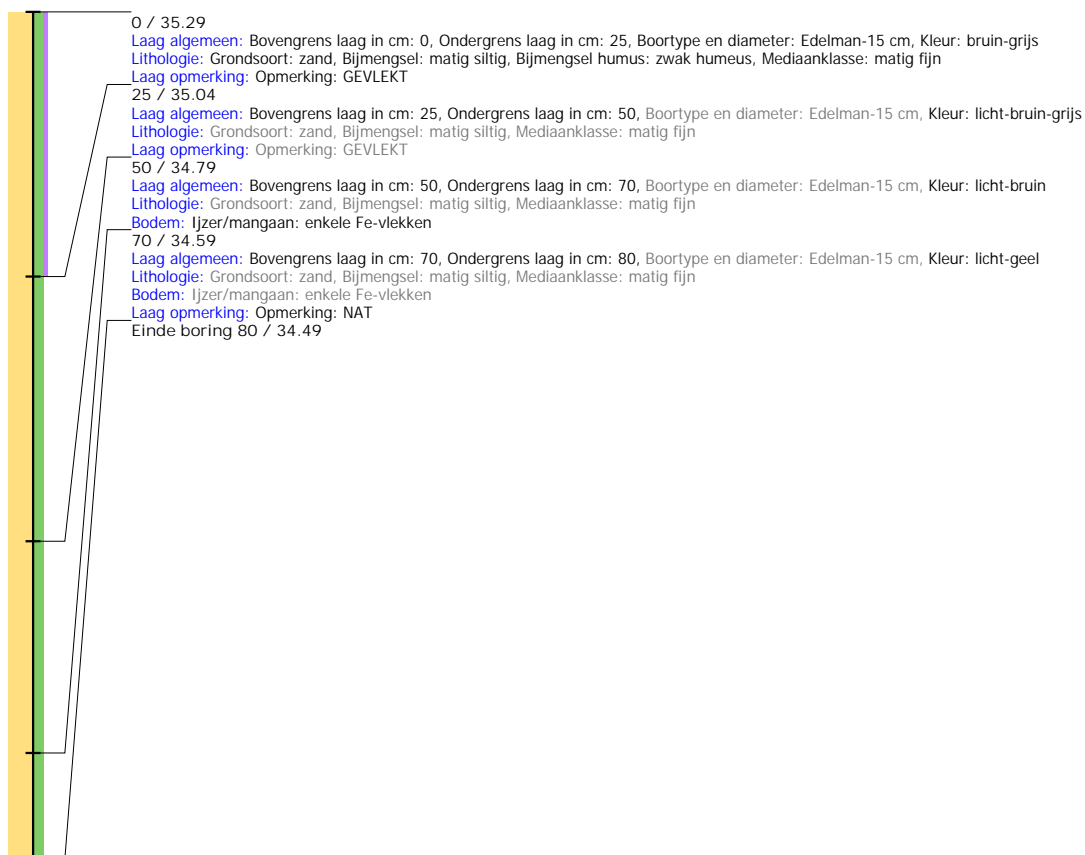 0 / 35.29
Laag algemeen: Bovengrens laag in cm: 0, Ondergrens laag in cm: 25, Boortype en diameter: Edelman-15 cm, Kleur: bruin-grijs
Lithologie: Grondsoort: zand, Bijmengsel: matig siltig, Bijmengsel humus: zwak humeus, Mediaanklasse: matig fijn
Laag opmerking: Opmerking: GEVLEKT
25 / 35.04
Laag algemeen: Bovengrens laag in cm: 25, Ondergrens laag in cm: 50, Boortype en diameter: Edelman-15 cm, Kleur: licht-bruin-grijs
Lithologie: Grondsoort: zand, Bijmengsel: matig siltig, Mediaanklasse: matig fijn
Laag opmerking: Opmerking: GEVLEKT
50 / 34.79
Laag algemeen: Bovengrens laag in cm: 50, Ondergrens laag in cm: 70, Boortype en diameter: Edelman-15 cm, Kleur: licht-bruin
Lithologie: Grondsoort: zand, Bijmengsel: matig siltig, Mediaanklasse: matig fijn
Bodem: Ijzer/mangaan: enkele Fe-vlekken
70 / 34.59
Laag algemeen: Bovengrens laag in cm: 70, Ondergrens laag in cm: 80, Boortype en diameter: Edelman-15 cm, Kleur: licht-geel
Lithologie: Grondsoort: zand, Bijmengsel: matig siltig, Mediaanklasse: matig fijn
Bodem: Ijzer/mangaan: enkele Fe-vlekken
Laag opmerking: Opmerking: NAT
Einde boring 80 / 34.49